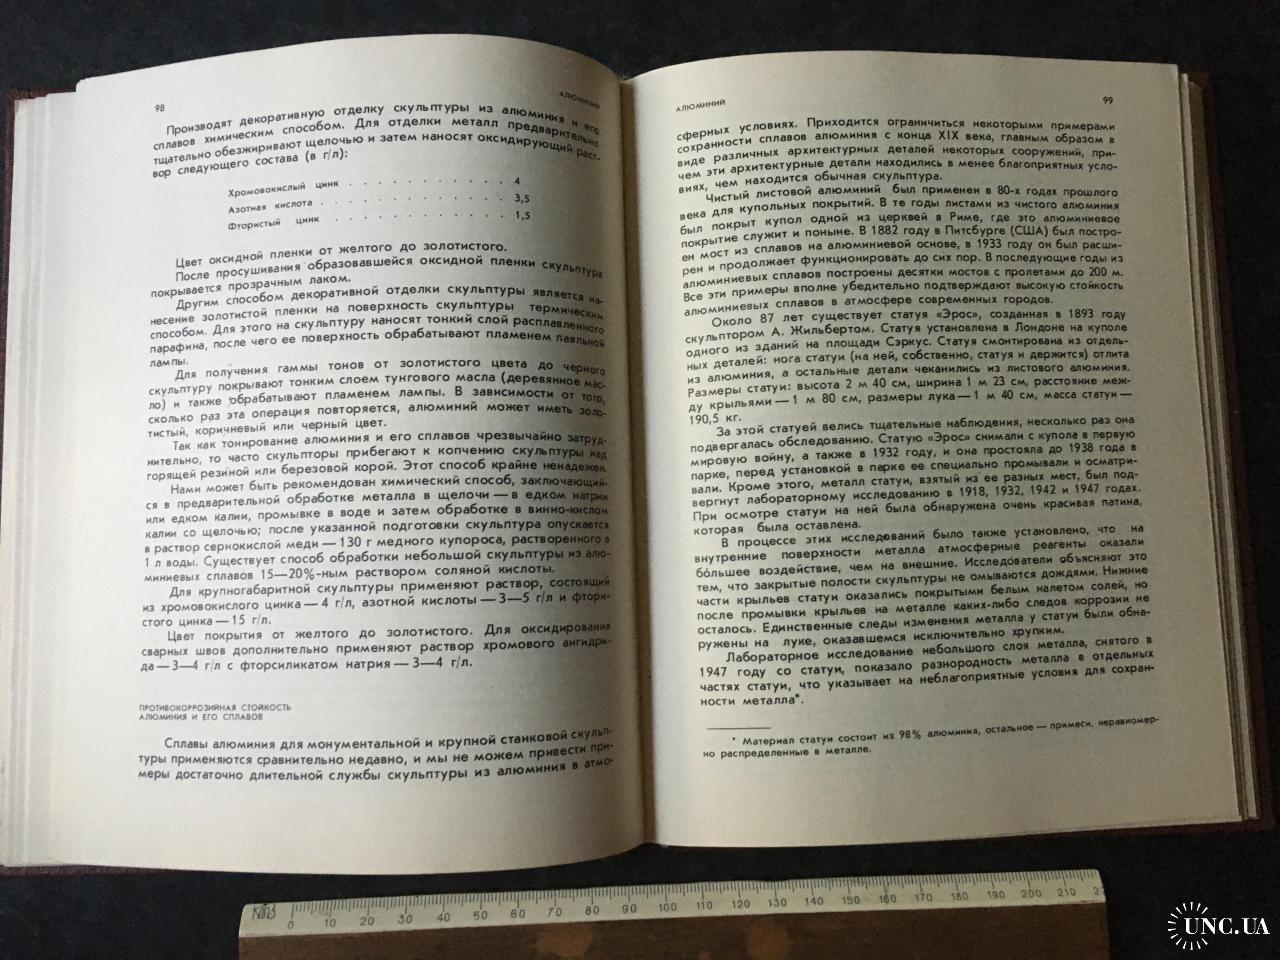 98
АЛЮМИНИЙ
Производят декоративную отделку скульптуры из алюминия и его
сплавов химическим способом. Для отделки металл предварительно
тщательно обезжиривают щелочью и затем наносят оксидирующий раст-
вор следующего состава (в г/л):
Хромовокислый цинк . . . . . . . . . . . . 4
Азотная кислота . . . . . . . . . . . . . . 3,5
Фтористый цинк . . . . . . . . . . . . . 1,5
Цвет оксидной пленки от желтого до золотистого.
После просушивания образовавшейся оксидной пленки скульптура
покрывается прозрачным лаком.
Другим способом декоративной отделки скульптуры является на-
несение золотистой пленки на поверхность скульптуры термическим
способом. Для этого на скульптуру наносят тонкий слой расплавленного
парафина, после чего ее поверхность обрабатывают пламенем паяльной
лампы.
Для получения гаммы тонов от золотистого цвета до черного
скульптуру покрывают тонким слоем тунгового масла (деревянное мас-
ло) и также обрабатывают пламенем лампы. В зависимости от того,
сколько раз эта операция повторяется, алюминий может иметь золо-
тистый, коричневый или черный цвет.
Так как тонирование алюминия и его сплавов чрезвычайно затруд-
нительно, то часто скульпторы прибегают к копчению скульптуры над
горящей резиной или березовой корой. Этот способ крайне ненадежен.
Нами может быть рекомендован химический способ, заключающий-
ся в предварительной обработке металла в щелочи — в едком натрии
или едком калии, промывке в воде и затем обработке в винно-кислом
калии со щелочью; после указанной подготовки скульптура опускается
в раствор сернокислой меди — 130 г медного купороса, растворенного в
1 л воды. Существует способ обработки небольшой скульптуры из алю-
миниевых сплавов 15—20%-ным раствором соляной кислоты.
Для крупногабаритной скульптуры применяют раствор, состоящий
из хромовокислого цинка — 4 г/л, азотной кислоты — 3—5 г/л и фтори-
стого цинка — 15 г/л.
Цвет покрытия от желтого до золотистого. Для оксидирования
сварных швов дополнительно применяют раствор хромового ангидри-
да — 3—4 г/л с фторсиликатом натрия — 3—4 г/л.
ПРОТИВОКОРРОЗИЙНАЯ СТОЙКОСТЬ
АЛЮМИНИЯ И ЕГО СПЛАВОВ
Сплавы алюминия для монументальной и крупной станковой скульп-
туры применяются сравнительно недавно, и мы не можем привести при-
меры достаточно длительной службы скульптуры из алюминия в атмо-
АЛЮМИНИЙ
99
сферных условиях. Приходится ограничиться некоторыми примерами
сохранности сплавов алюминия с конца XIX века, главным образом в
виде различных архитектурных деталей некоторых сооружений, при-
чем эти архитектурные детали находились в менее благоприятных усло-
виях, чем находится обычная скульптура.
Чистый листовой алюминий был применен в 80-х годах прошлого
века для купольных покрытий. В те годы листами из чистого алюминия
был покрыт купол одной из церквей в Риме, где это алюминиевое
покрытие служит и поныне. В 1882 году в Питсбурге (США) был постро-
ен мост из сплавов на алюминиевой основе, в 1933 году он был расши-
рен и продолжает функционировать до сих пор. В последующие годы из
алюминиевых сплавов построены десятки мостов с пролетами до 200 м.
Все эти примеры вполне убедительно подтверждают высокую стойкость
алюминиевых сплавов в атмосфере современных городов.
Около 87 лет существует статуя «Эрос», созданная в 1893 году
скульптором А. Жильбертом. Статуя установлена в Лондоне на куполе
одного из зданий на площади Сэркус. Статуя смонтирована из отдель-
ных деталей: нога статуи (на ней, собственно, статуя и держится) отлита
из алюминия, а остальные детали чеканились из листового алюминия.
Размеры статуи: высота 2 м 40 см, ширина 1 м 23 см, расстояние меж-
ду крыльями — 1 м 80 см, размеры лука — 1 м 40 см, масса статуи —
190,5 кг.
За этой статуей велись тщательные наблюдения, несколько раз она
подвергалась обследованию. Статую «Эрос» снимали с купола в первую
мировую войну, а также в 1932 году, и она простояла до 1938 года в
парке, перед установкой в парке ее специально промывали и осматри-
вали. Кроме этого, металл статуи, взятый из ее разных мест, был под-
вергнут лабораторному исследованию в 1918, 1932, 1942 и 1947 годах.
При осмотре статуи на ней была обнаружена очень красивая патина,
которая была оставлена.
В процессе этих исследований было также установлено, что на
внутренние поверхности металла атмосферные реагенты оказали
бóльшее воздействие, чем на внешние. Исследователи объясняют это
тем, что закрытые полости скульптуры не омываются дождями. Нижние
части крыльев статуи оказались покрытыми белым налетом солей, но
после промывки крыльев на металле каких-либо следов коррозии не
осталось. Единственные следы изменения металла у статуи были обна-
ружены на луке, оказавшемся исключительно хрупким.
Лабораторное исследование небольшого слоя металла, снятого в
1947 году со статуи, показало разнородность металла в отдельных
частях статуи, что указывает на неблагоприятные условия для сохран-
ности металла*.
* Материал статуи состоит из 98% алюминия, остальное — примеси, неравномер-
но распределенные в металле.
0 10 20 30 40 50 60 70 80 90 100 110 120 130 140 150 160 170 180 190 200 210
UNC.UA